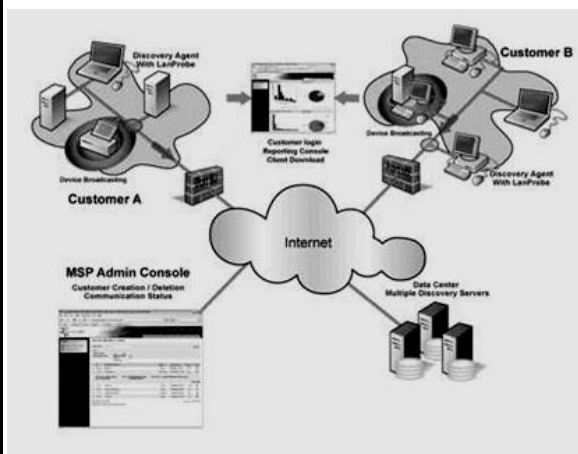 Discovery Agent
With LanProbe
Device Broadcasting
Customer A
Customer login
Reporting Console
Client Download
Customer B
Device Broadcasting
Discovery Agent
With LanProbe
Internet
MSP Admin Console
Customer Creation / Deletion
Communication Status
Data Center
Multiple Discovery Servers